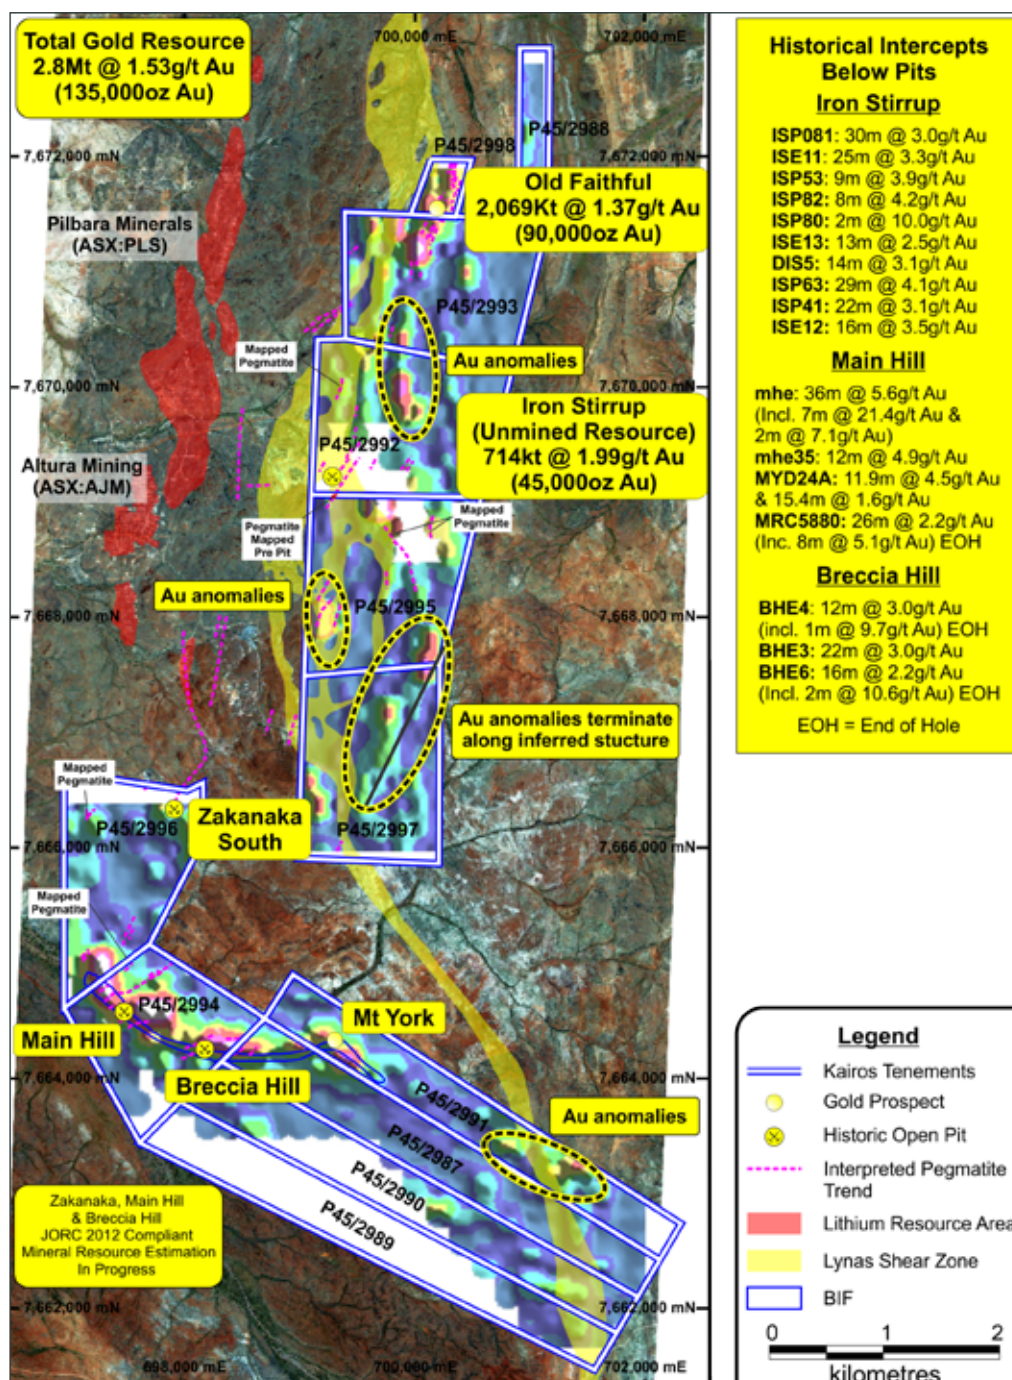 Total Gold Resource
2.8Mt @ 1.53g/t Au
(135,000oz Au)
700,000 mE
702,000 mE
P45/2988
P45/2998
7,672,000 mN
7,672,000 mN
Old Faithful
2,069Kt @ 1.37g/t Au
(90,000oz Au)
Pilbara Minerals
(ASX:PLS)
P45/2993
Mapped
Pegmatite
Au anomalies
7,670,000 mN
7,670,000 mN
Iron Stirrup
(Unmined Resource)
714kt @ 1.99g/t Au
(45,000oz Au)
P45/2992
Altura Mining
(ASX:AJM)
Mapped
Pegmatite
Pegmatite
Mapped
Pre Pit
Au anomalies
P45/2995
7,668,000 mN
7,668,000 mN
Au anomalies terminate
along inferred stucture
Mapped
Pegmatite
P45/2996
Zakanaka
South
P45/2997
7,666,000 mN
7,666,000 mN
Mapped
Pegmatite
P45/2994
Main Hill
Mt York
Breccia Hill
7,664,000 mN
7,664,000 mN
P45/2991
Au anomalies
P45/2987
P45/2990
P45/2989
Zakanaka, Main Hill
& Breccia Hill
JORC 2012 Compliant
Mineral Resource Estimation
In Progress
7,662,000 mN
7,662,000 mN
698,000 mE
700,000 mE
702,000 mE
Historical Intercepts
Below Pits
Iron Stirrup
ISP081: 30m @ 3.0g/t Au
ISE11: 25m @ 3.3g/t Au
ISP53: 9m @ 3.9g/t Au
ISP82: 8m @ 4.2g/t Au
ISP80: 2m @ 10.0g/t Au
ISE13: 13m @ 2.5g/t Au
DIS5: 14m @ 3.1g/t Au
ISP63: 29m @ 4.1g/t Au
ISP41: 22m @ 3.1g/t Au
ISE12: 16m @ 3.5g/t Au
Main Hill
mhe: 36m @ 5.6g/t Au
(Incl. 7m @ 21.4g/t Au &
2m @ 7.1g/t Au)
mhe35: 12m @ 4.9g/t Au
MYD24A: 11.9m @ 4.5g/t Au
& 15.4m @ 1.6g/t Au
MRC5880: 26m @ 2.2g/t Au
(Inc. 8m @ 5.1g/t Au) EOH
Breccia Hill
BHE4: 12m @ 3.0g/t Au
(incl. 1m @ 9.7g/t Au) EOH
BHE3: 22m @ 3.0g/t Au
BHE6: 16m @ 2.2g/t Au
(Incl. 2m @ 10.6g/t Au) EOH
EOH = End of Hole
Legend
Kairos Tenements
Gold Prospect
Historic Open Pit
Interpreted Pegmatite
Trend
Lithium Resource Area
Lynas Shear Zone
BIF
0 1 2
kilometres